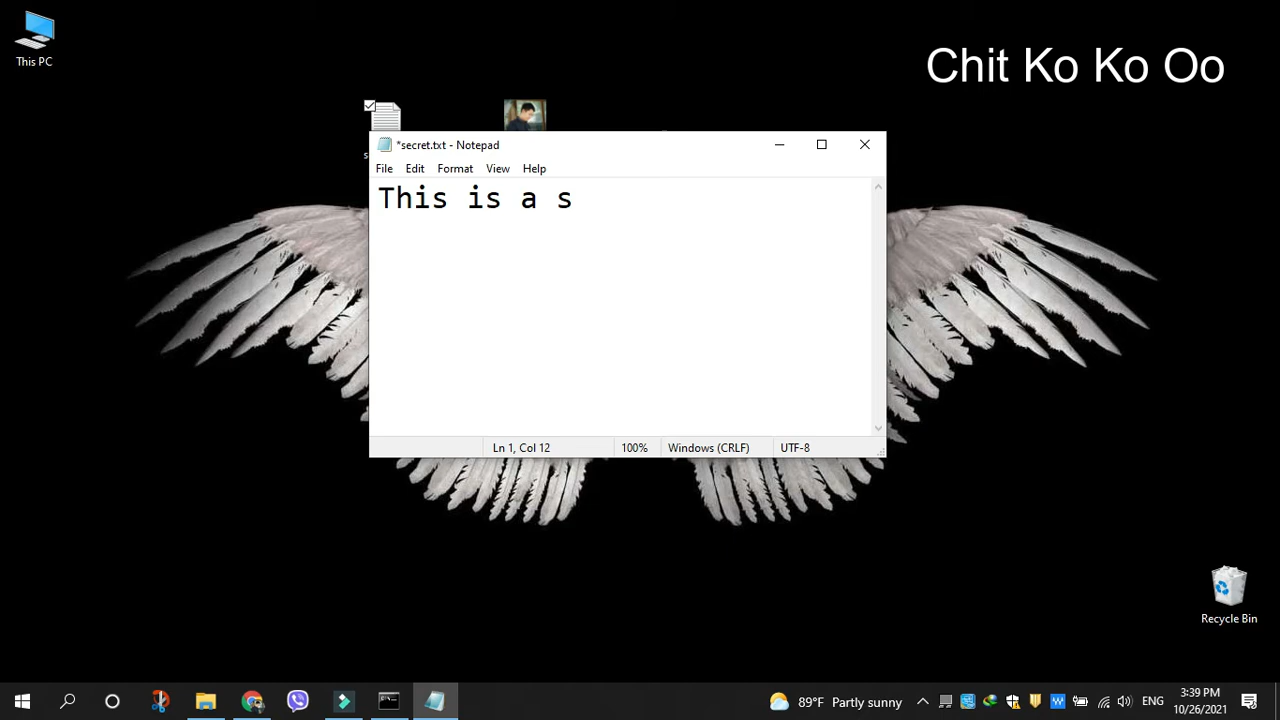 This PC
Chit Ko Ko Oo
*secret.txt - Notepad
File Edit Format View Help
This is a s
Ln 1, Col 12 100% Windows (CRLF) UTF-8
Recycle Bin
89°F Partly sunny ENG 3:39 PM
10/26/2021